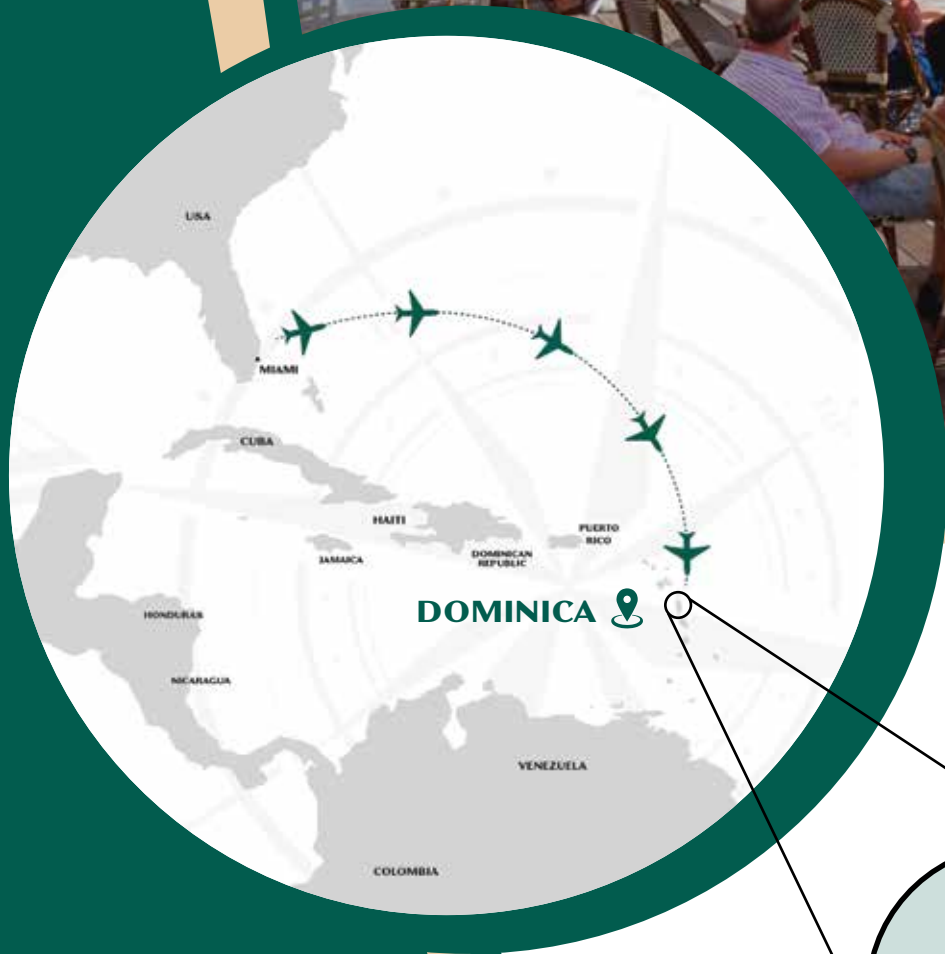 USA
MIAMI
CUBA
HAITI
JAMAICA
DOMINICAN
REPUBLIC
PUERTO
RICO
DOMINICA
HONDURAS
NICARAGUA
VENEZUELA
COLOMBIA